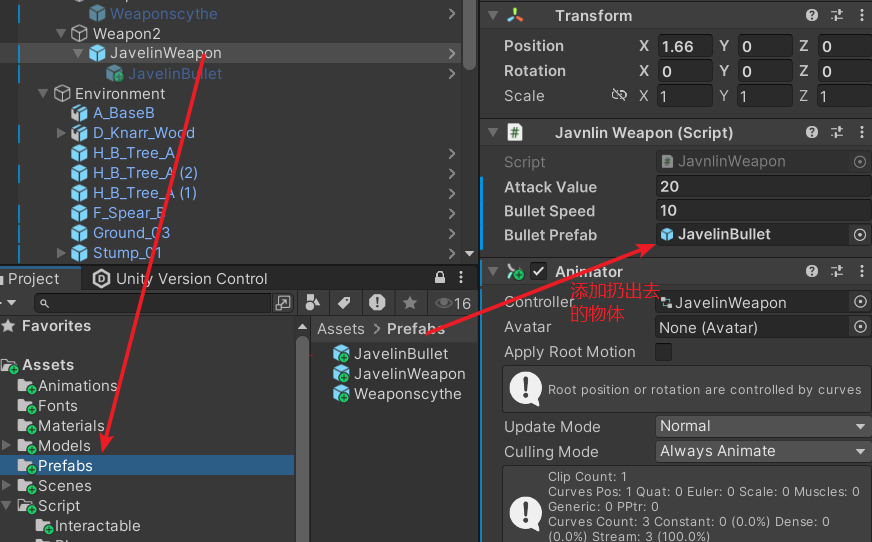 Weaponscythe
Weapon2
JavelinWeapon
JavelinBullet
Environment
A_BaseB
D_Knarr_Wood
H_B_Tree_A
H_B_Tree_A (2)
H_B_Tree_A (1)
F_Spear_B
Ground_03
Stump_01
Project
Unity Version Control
16
Favorites
Assets
Animations
Fonts
Materials
Models
Prefabs
Scenes
Script
Interactable
Assets > Prefabs
JavelinBullet
JavelinWeapon
Weaponscythe
Transform
Position X 1.66 Y 0 Z 0
Rotation X 0 Y 0 Z 0
Scale X 1 Y 1 Z 1
Javnlin Weapon (Script)
Script JavnlinWeapon
Attack Value 20
Bullet Speed 10
Bullet Prefab JavelinBullet
Animator
添加扔出去
的物体
Controller JavelinWeapon
Avatar None (Avatar)
Apply Root Motion
Root position or rotation are controlled by curves
Update Mode Normal
Culling Mode Always Animate
Clip Count: 1
Curves Pos: 1 Quat: 0 Euler: 0 Scale: 0 Muscles: 0
Generic: 0 PPtr: 0
Curves Count: 3 Constant: 0 (0.0%) Dense: 0
(0.0%) Stream: 3 (100.0%)